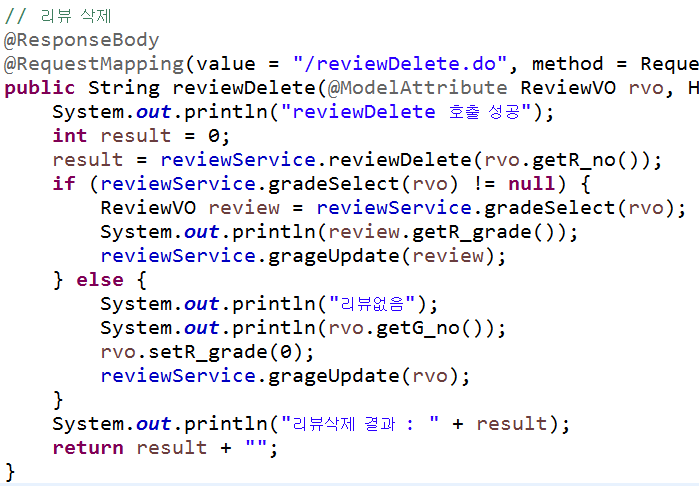 // 리뷰 삭제
@ResponseBody
@RequestMapping(value = "/reviewDelete.do", method = Reque
public String reviewDelete(@ModelAttribute ReviewVO rvo, H
System.out.println("reviewDelete 호출 성공");
int result = 0;
result = reviewService.reviewDelete(rvo.getR_no());
if (reviewService.gradeSelect(rvo) != null) {
ReviewVO review = reviewService.gradeSelect(rvo);
System.out.println(review.getR_grade());
reviewService.grageUpdate(review);
} else {
System.out.println("리뷰없음");
System.out.println(rvo.getG_no());
rvo.setR_grade(0);
reviewService.grageUpdate(rvo);
}
System.out.println("리뷰삭제 결과 : " + result);
return result + "";
}